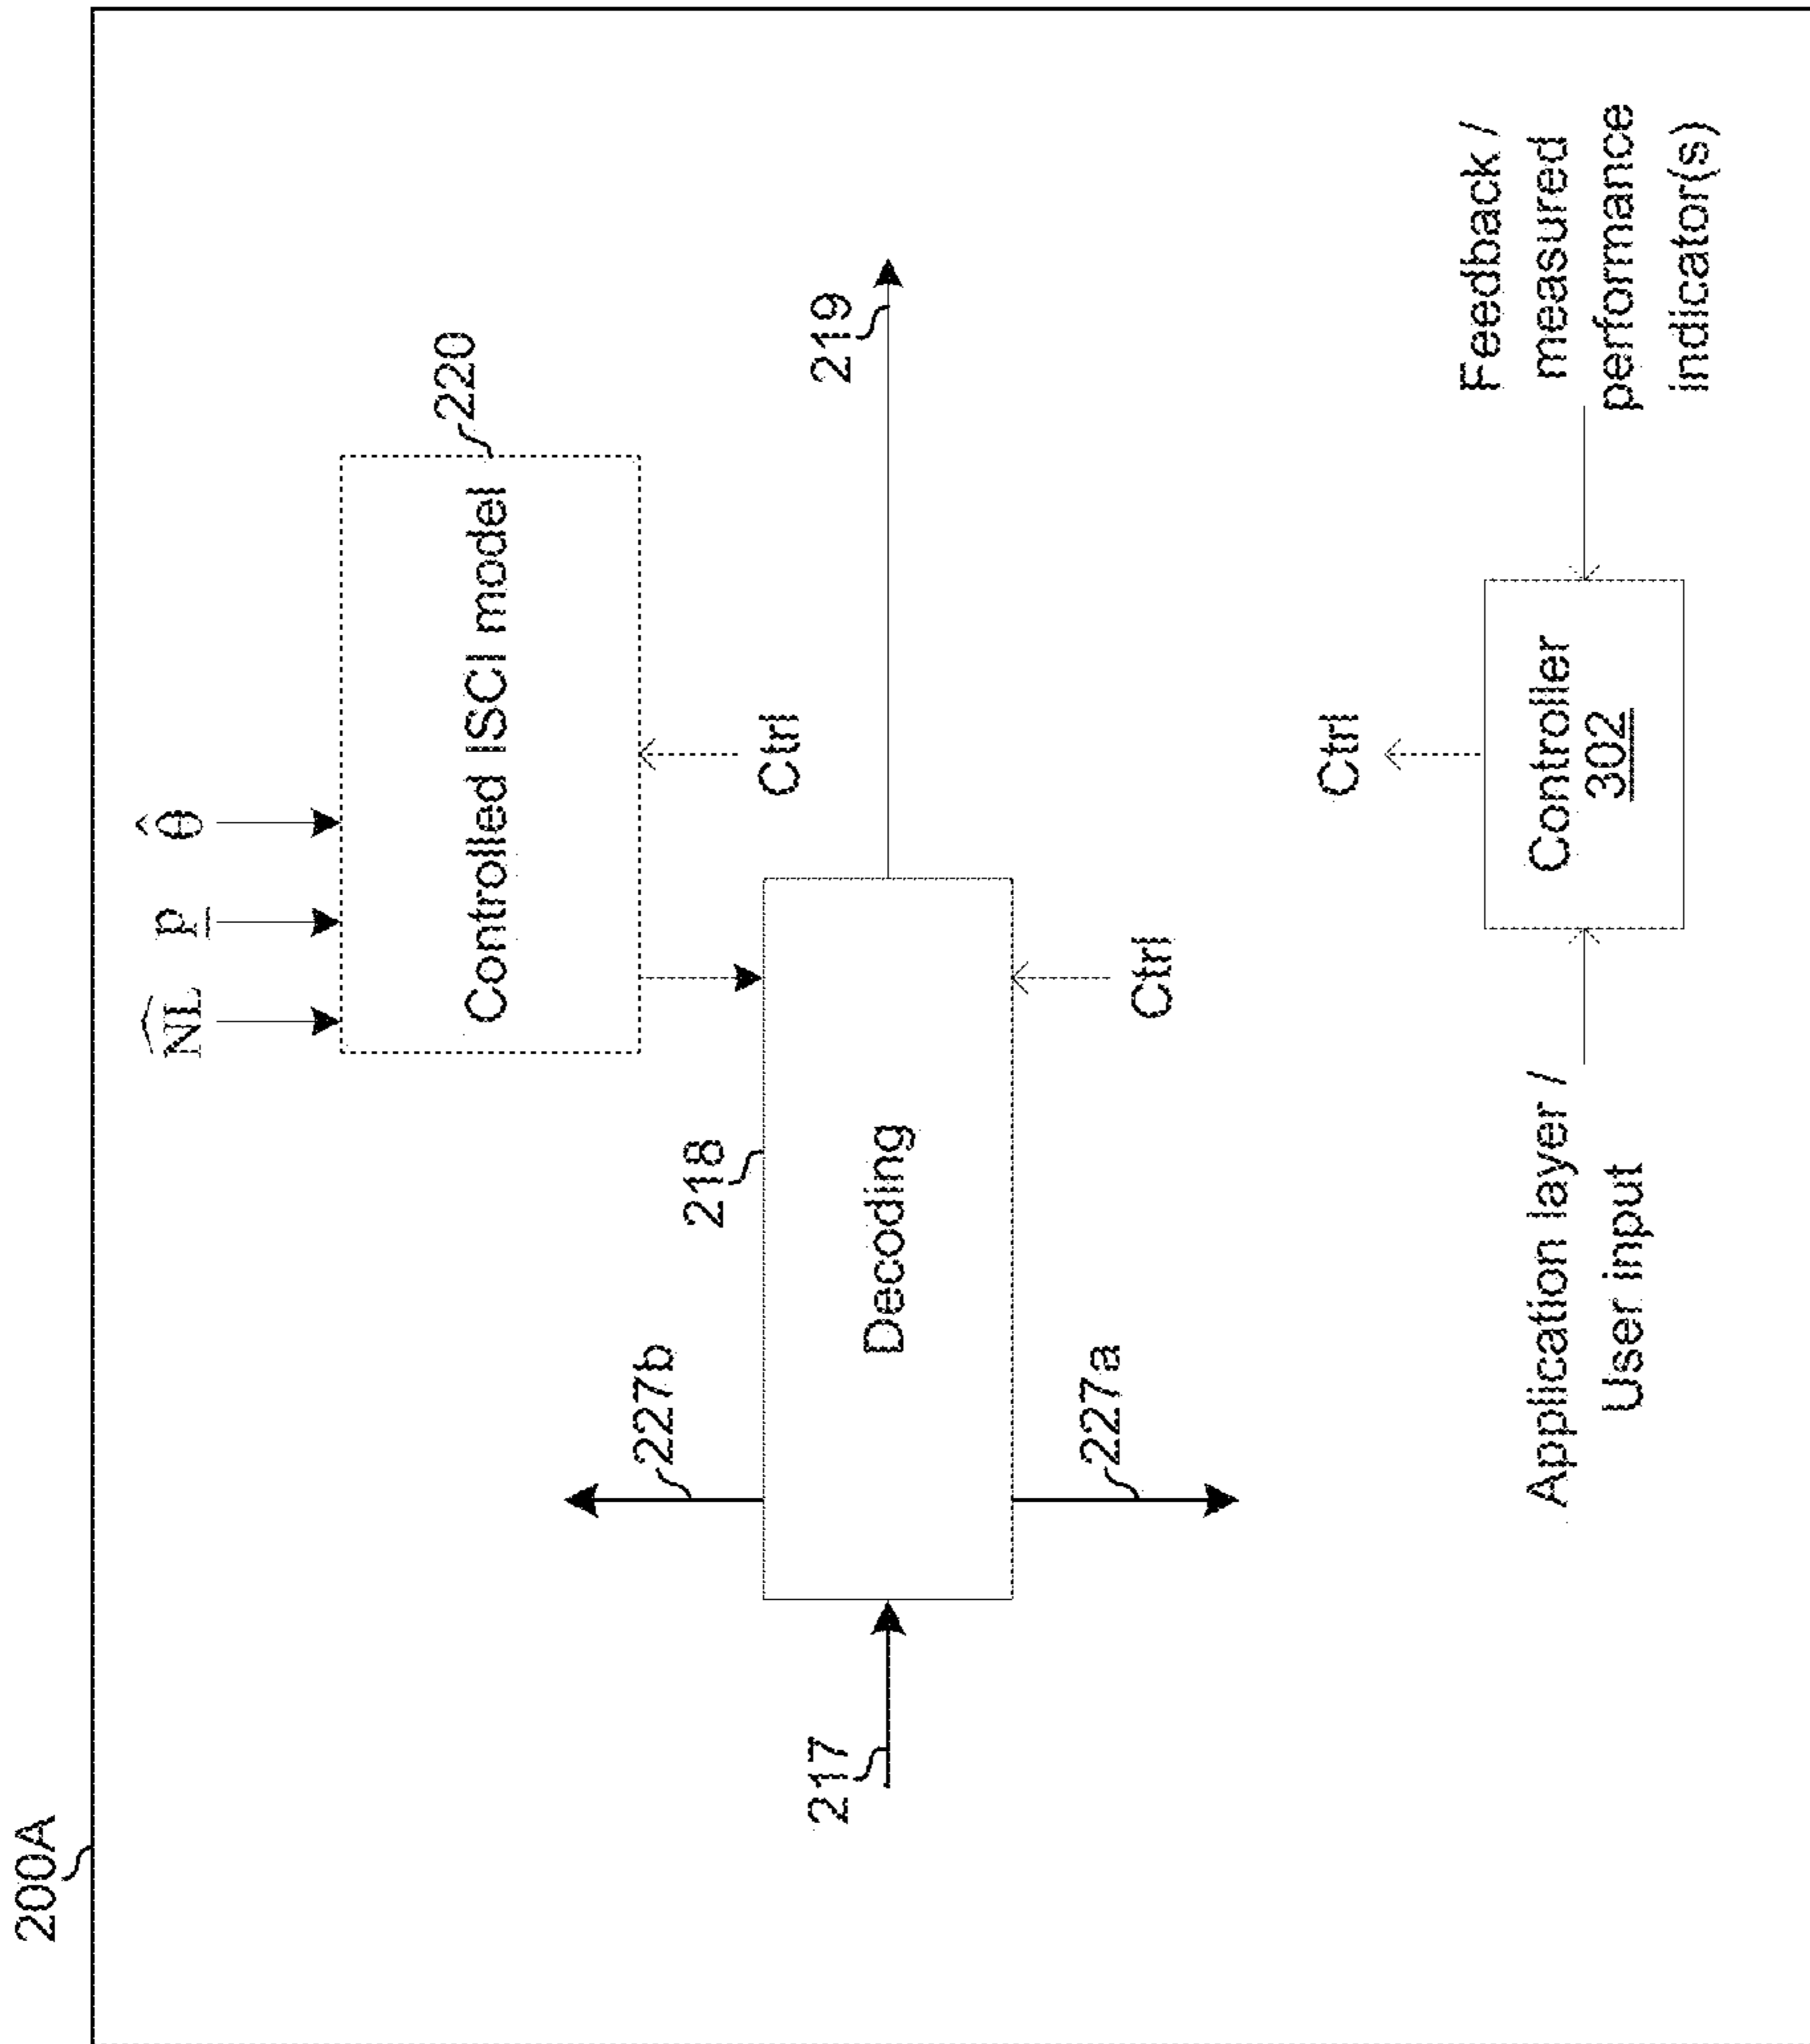 200A
N̂L̂ p θ̂
220
Controlled ISCI model
Ctrl
218
227b
217
Decoding
219
227a
Ctrl
Ctrl
Application layer /
User input
Controller
302
Feedback /
measured
performance
indicator(s)